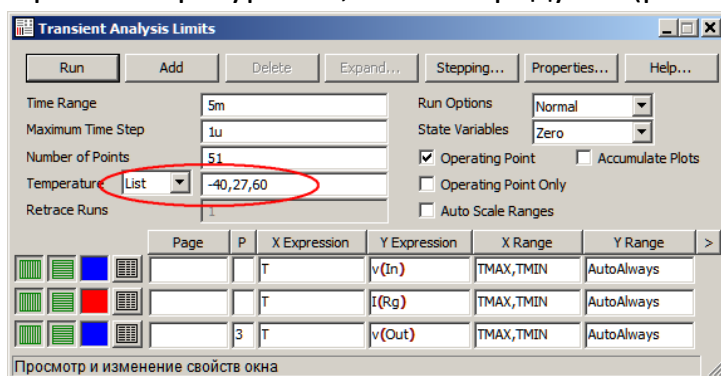 Transient Analysis Limits
Run Add Delete Expand... Stepping... Properties... Help...
Time Range 5m Run Options Normal
Maximum Time Step 1u State Variables Zero
Number of Points 51 Operating Point Accumulate Plots
Temperature List -40,27,60 Operating Point Only
Retrace Runs 1 Auto Scale Ranges
Page P X Expression Y Expression X Range Y Range >
T v(In) TMAX,TMIN AutoAlways
T I(Rg) TMAX,TMIN AutoAlways
3 T v(Out) TMAX,TMIN AutoAlways
Просмотр и изменение свойств окна